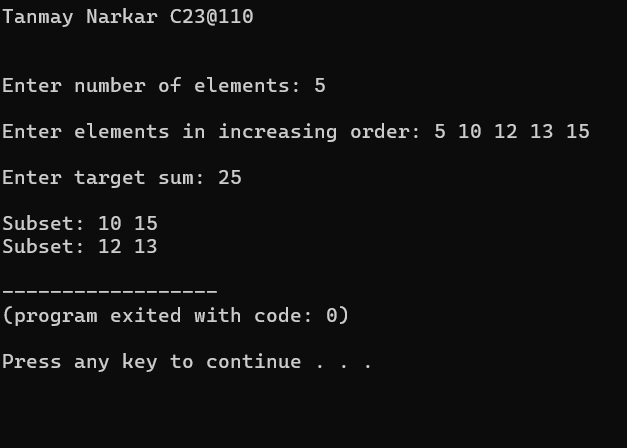 Tanmay Narkar C23@110
Enter number of elements: 5
Enter elements in increasing order: 5 10 12 13 15
Enter target sum: 25
Subset: 10 15
Subset: 12 13
------------------
(program exited with code: 0)
Press any key to continue . . .